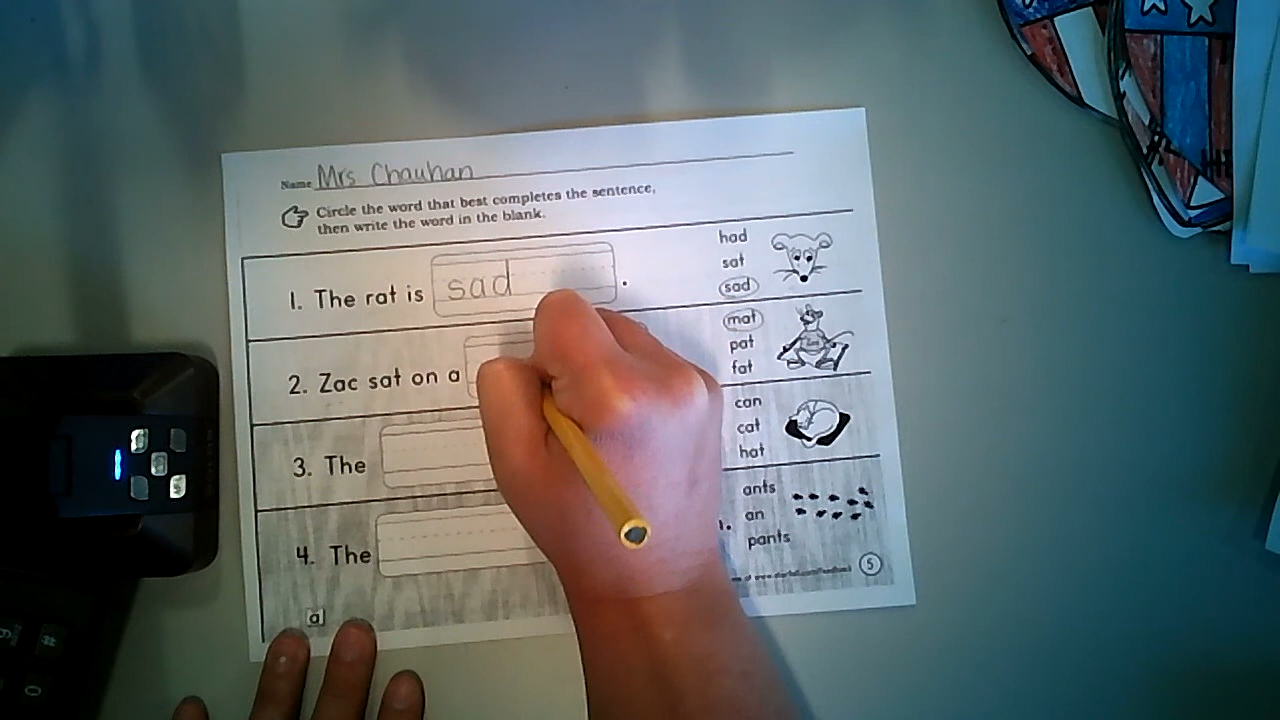 Name Mrs Chauhan
Circle the word that best completes the sentence,
then write the word in the blank.
1. The rat is sad .
had
sat
sad
2. Zac sat on a
mat
pat
fat
3. The
can
cat
hat
4. The
ants
an
pants
a
5
#
0